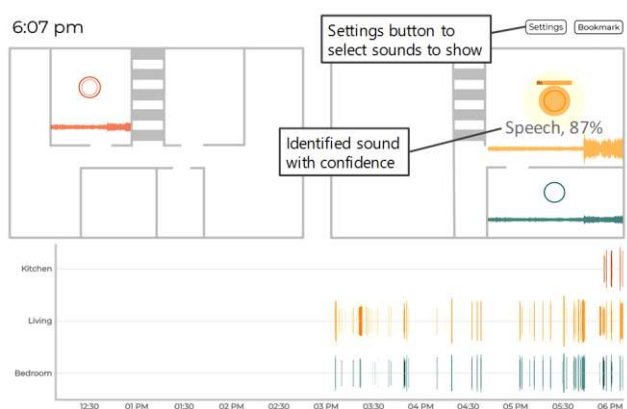 6:07 pm
Settings button to
select sounds to show
Settings
Bookmark
Identified sound
with confidence
Speech, 87%
Kitchen
Living
Bedroom
12:30 01 PM 01:30 02 PM 02:30 03 PM 03:30 04 PM 04:30 05 PM 05:30 06 PM